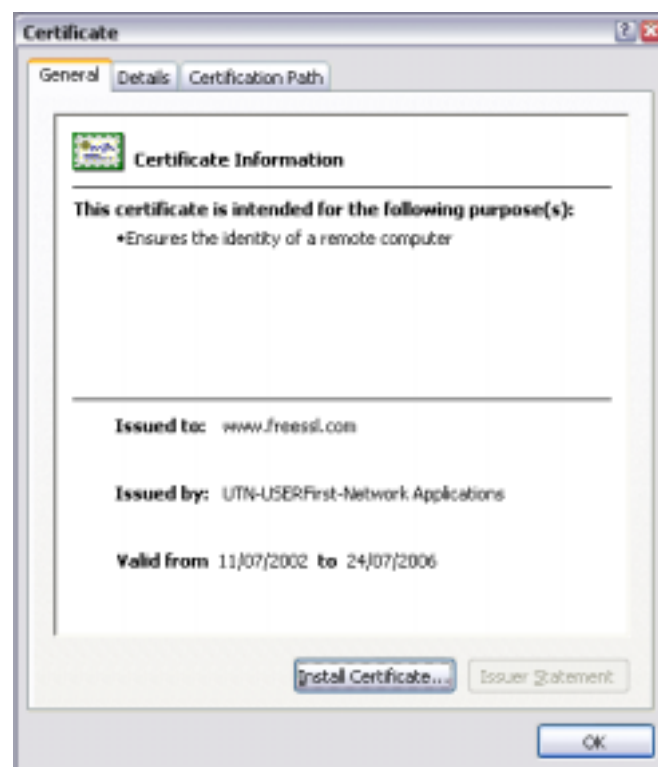 Certificate
General Details Certification Path
Certificate Information
This certificate is intended for the following purpose(s):
•Ensures the identity of a remote computer
Issued to: www.freessl.com
Issued by: UTN-USERFirst-Network Applications
Valid from 11/07/2002 to 24/07/2006
Install Certificate... Issuer Statement
OK